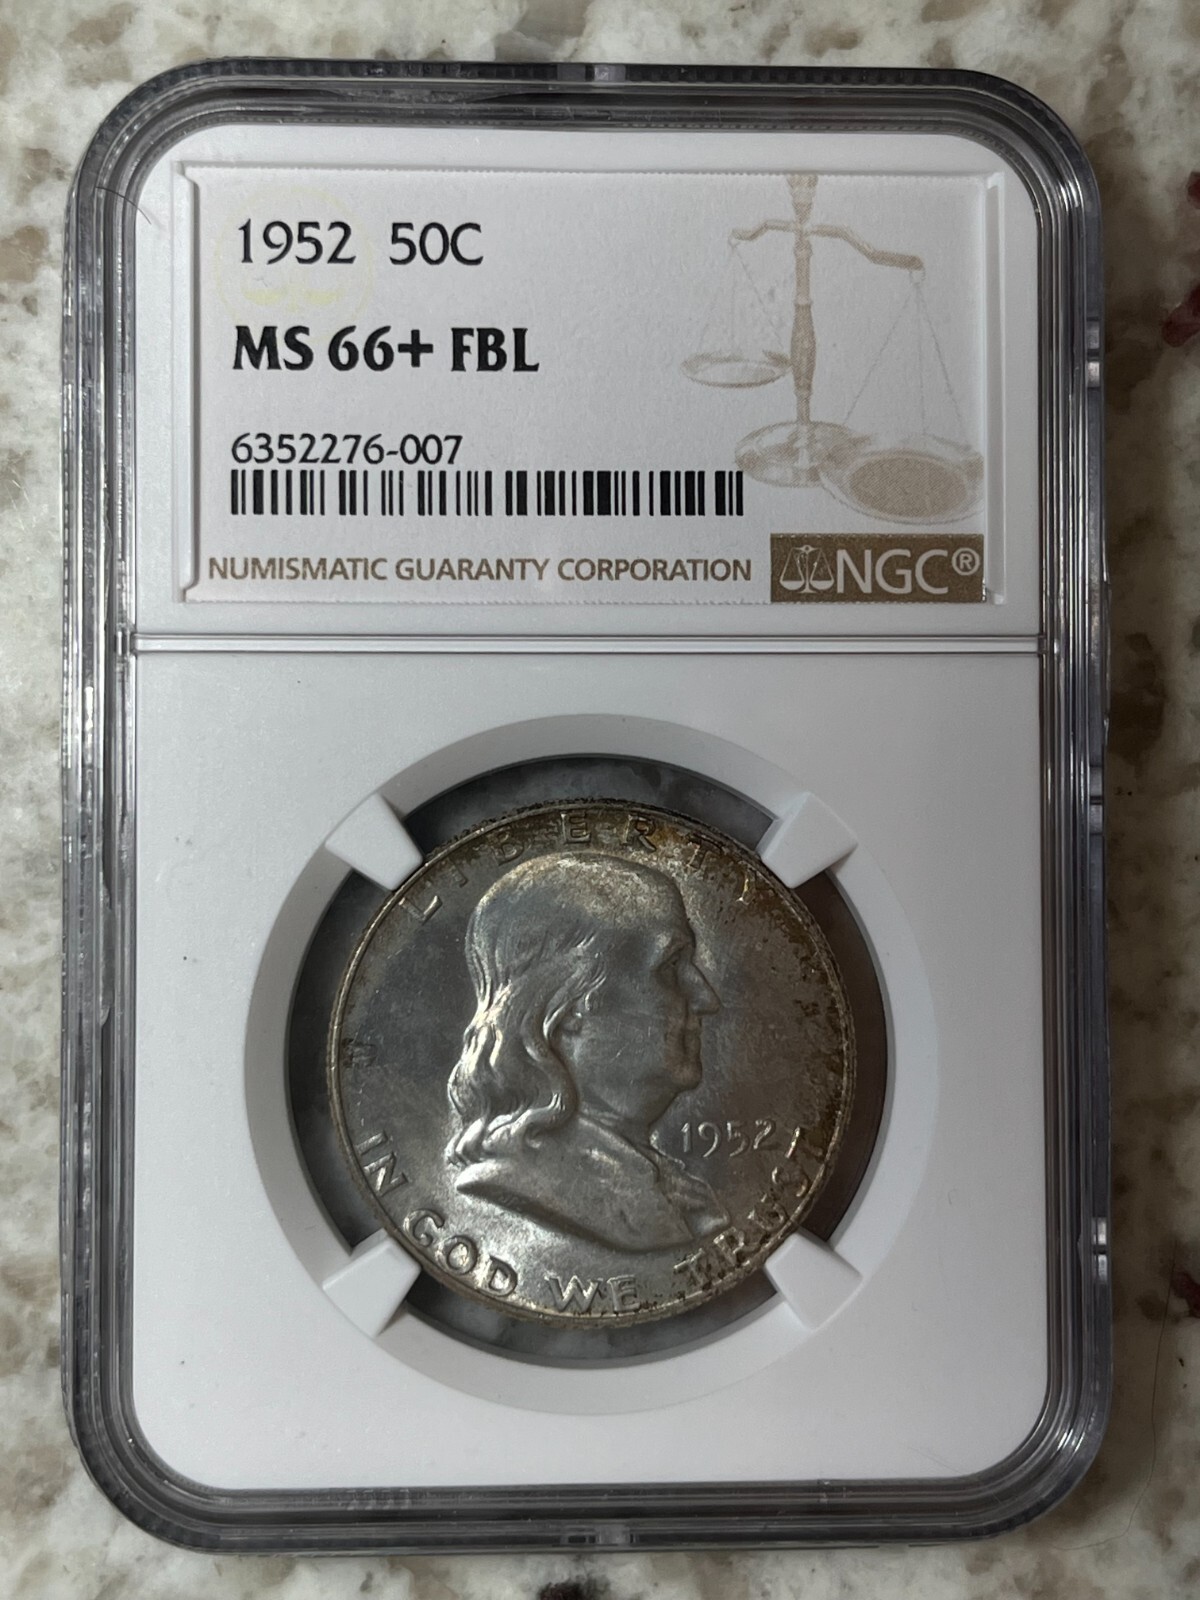 1952 50C
MS 66+ FBL
6352276-007
NUMISMATIC GUARANTY CORPORATION NGC®
LIBERTY
1952
IN GOD WE TRUST